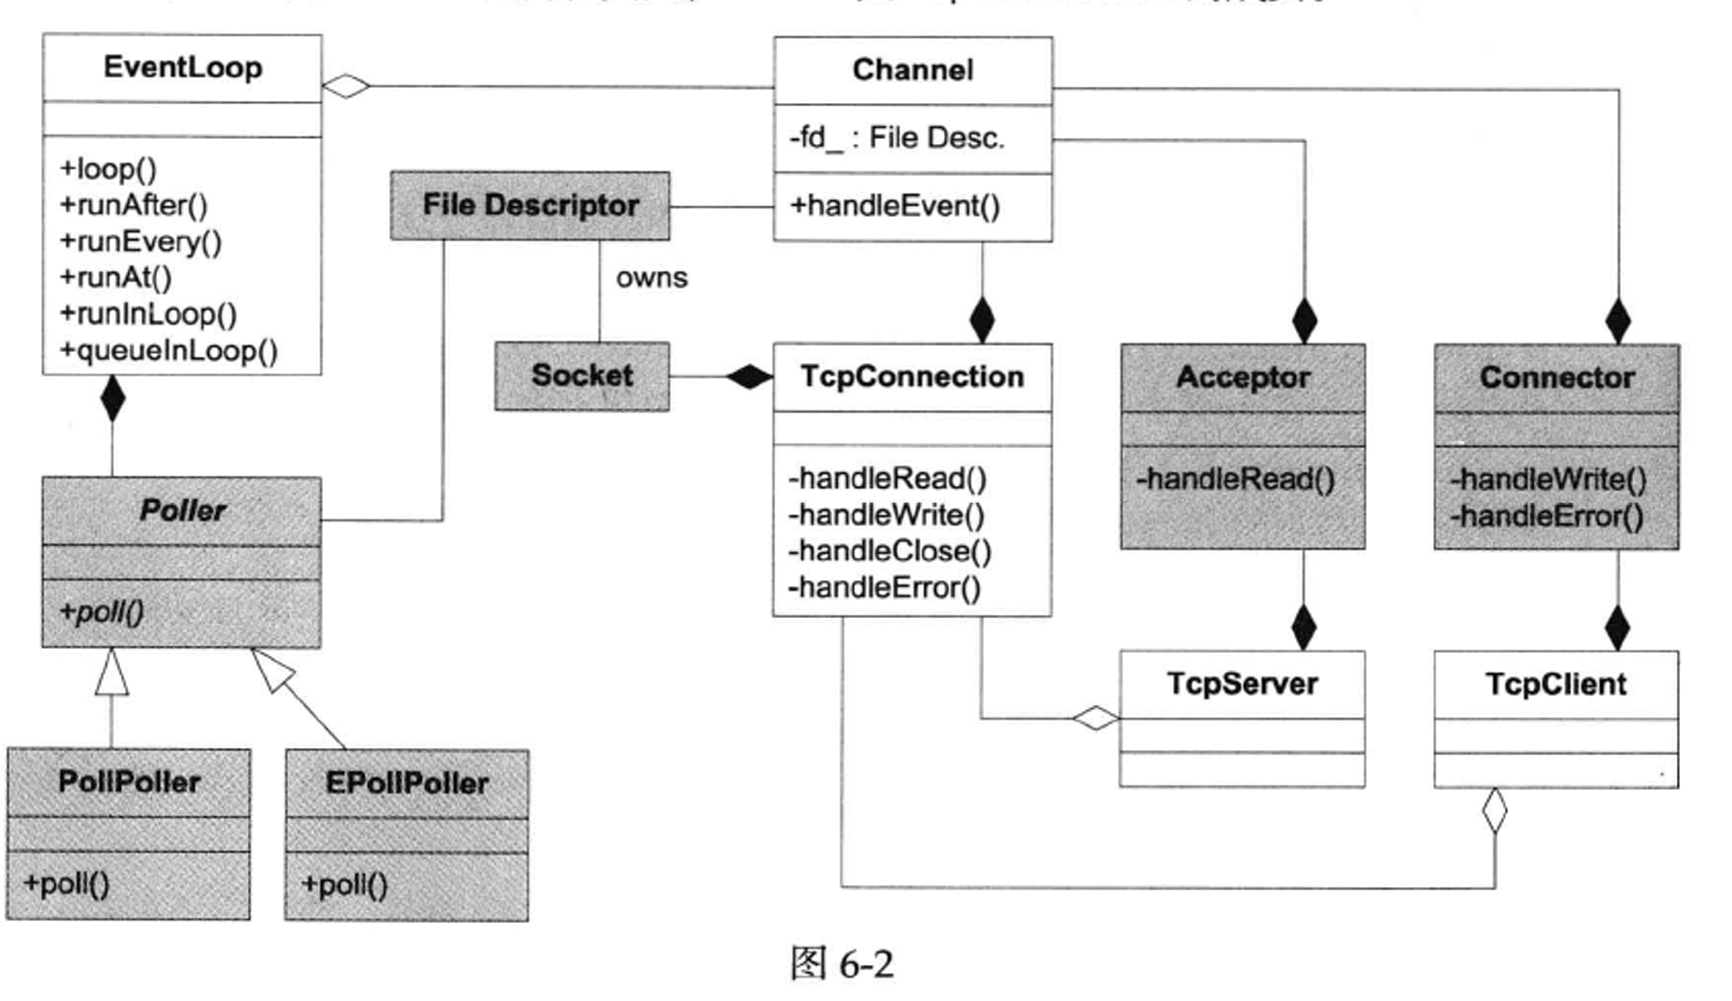 EventLoop
+loop()
+runAfter()
+runEvery()
+runAt()
+runInLoop()
+queueInLoop()
Channel
-fd_ : File Desc.
+handleEvent()
File Descriptor
owns
Socket
TcpConnection
-handleRead()
-handleWrite()
-handleClose()
-handleError()
Acceptor
-handleRead()
Connector
-handleWrite()
-handleError()
Poller
+poll()
TcpServer
TcpClient
PollPoller
+poll()
EPollPoller
+poll()
图 6-2